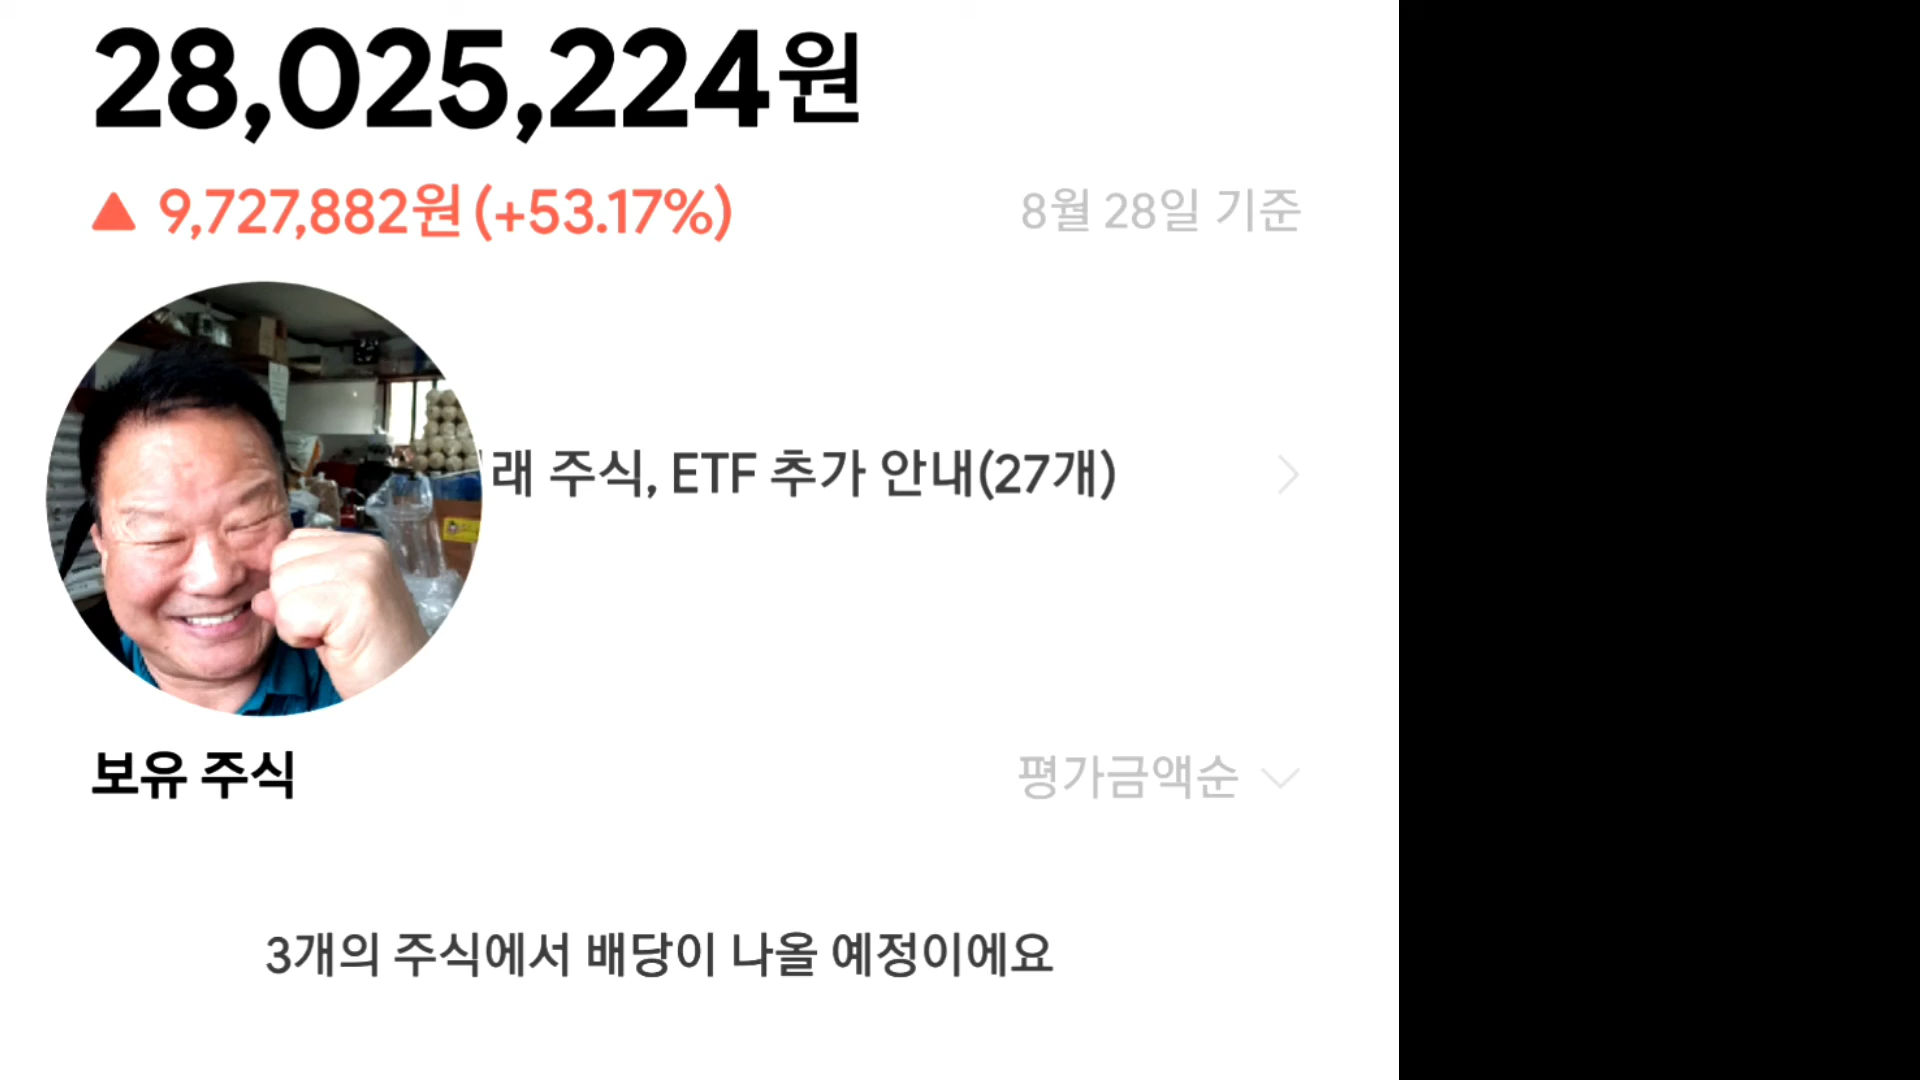 28,025,224원
▲ 9,727,882원 (+53.17%)
8월 28일 기준
래 주식, ETF 추가 안내(27개)
보유 주식
평가금액순
3개의 주식에서 배당이 나올 예정이에요